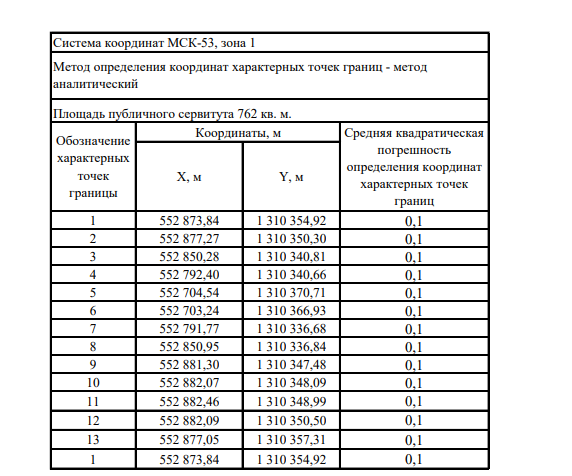 Система координат МСК-53, зона 1
Метод определения координат характерных точек границ - метод
аналитический
Площадь публичного сервитута 762 кв. м.
Обозначение характерных точек границы | Координаты, м | Средняя квадратическая погрешность определения координат характерных точек границ
X, м | Y, м
1 552 873,84 1 310 354,92 0,1
2 552 877,27 1 310 350,30 0,1
3 552 850,28 1 310 340,81 0,1
4 552 792,40 1 310 340,66 0,1
5 552 704,54 1 310 370,71 0,1
6 552 703,24 1 310 366,93 0,1
7 552 791,77 1 310 336,68 0,1
8 552 850,95 1 310 336,84 0,1
9 552 881,30 1 310 347,48 0,1
10 552 882,07 1 310 348,09 0,1
11 552 882,46 1 310 348,99 0,1
12 552 882,09 1 310 350,50 0,1
13 552 877,05 1 310 357,31 0,1
1 552 873,84 1 310 354,92 0,1